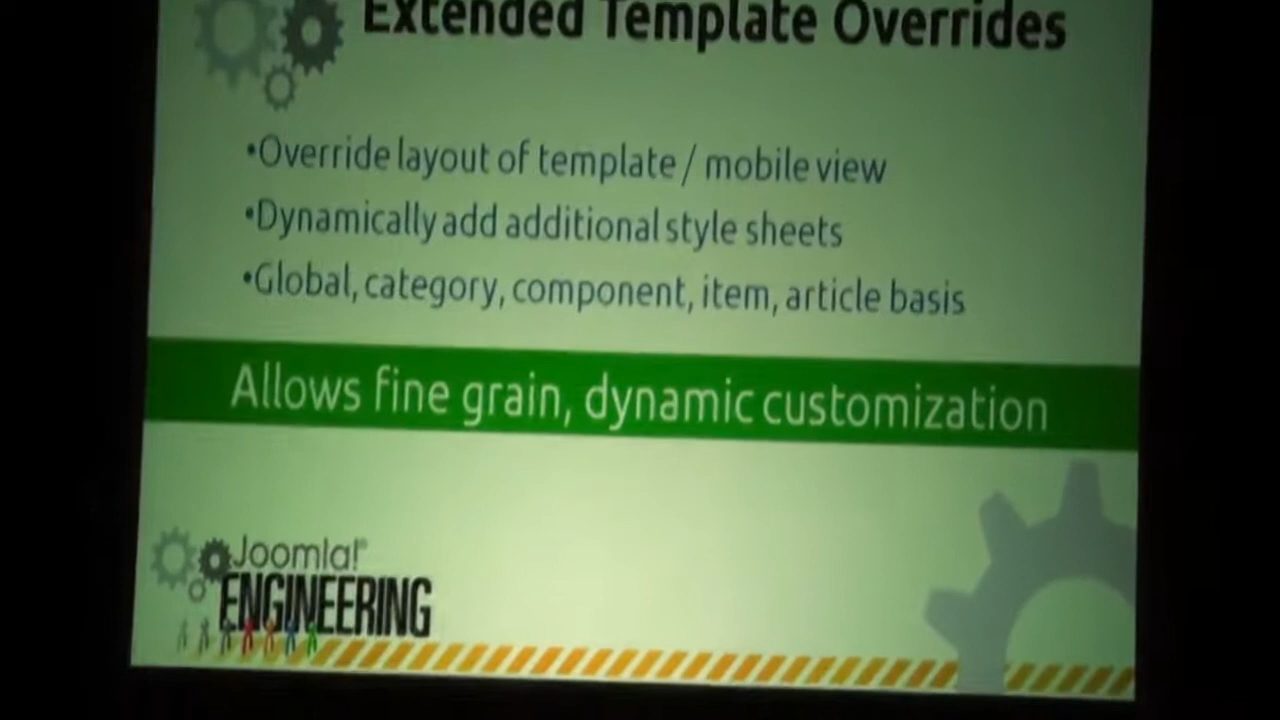 Extended Template Overrides
•Override layout of template / mobile view
•Dynamically add additional style sheets
•Global, category, component, item, article basis
Allows fine grain, dynamic customization
Joomla!®
ENGINEERING